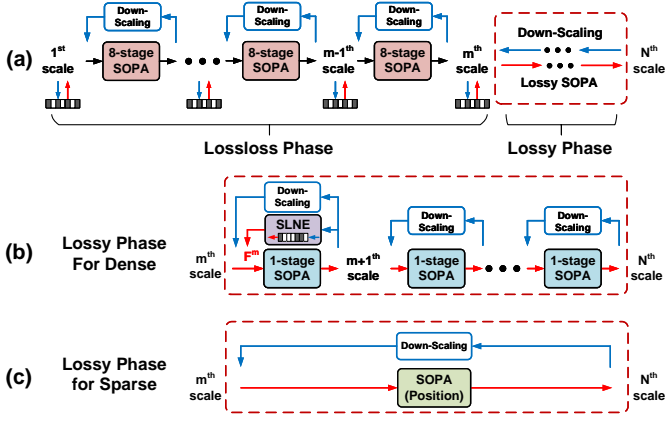 (a)
Down-Scaling
Down-Scaling
Down-Scaling
1st scale
8-stage SOPA
8-stage SOPA
m-1th scale
8-stage SOPA
mth scale
Down-Scaling
Lossy SOPA
Nth scale
Lossloss Phase
Lossy Phase
(b)
Lossy Phase
For Dense
mth scale
Down-Scaling
SLNE
Fm
1-stage SOPA
m+1th scale
Down-Scaling
1-stage SOPA
Down-Scaling
1-stage SOPA
Nth scale
(c)
Lossy Phase
for Sparse
mth scale
Down-Scaling
SOPA
(Position)
Nth scale